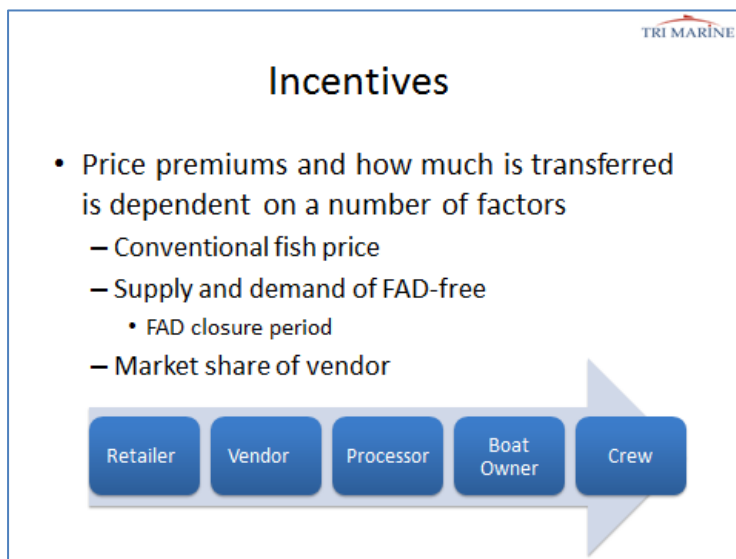 TRI MARINE
Incentives
• Price premiums and how much is transferred
is dependent on a number of factors
– Conventional fish price
– Supply and demand of FAD-free
• FAD closure period
– Market share of vendor
Retailer
Vendor
Processor
Boat
Owner
Crew